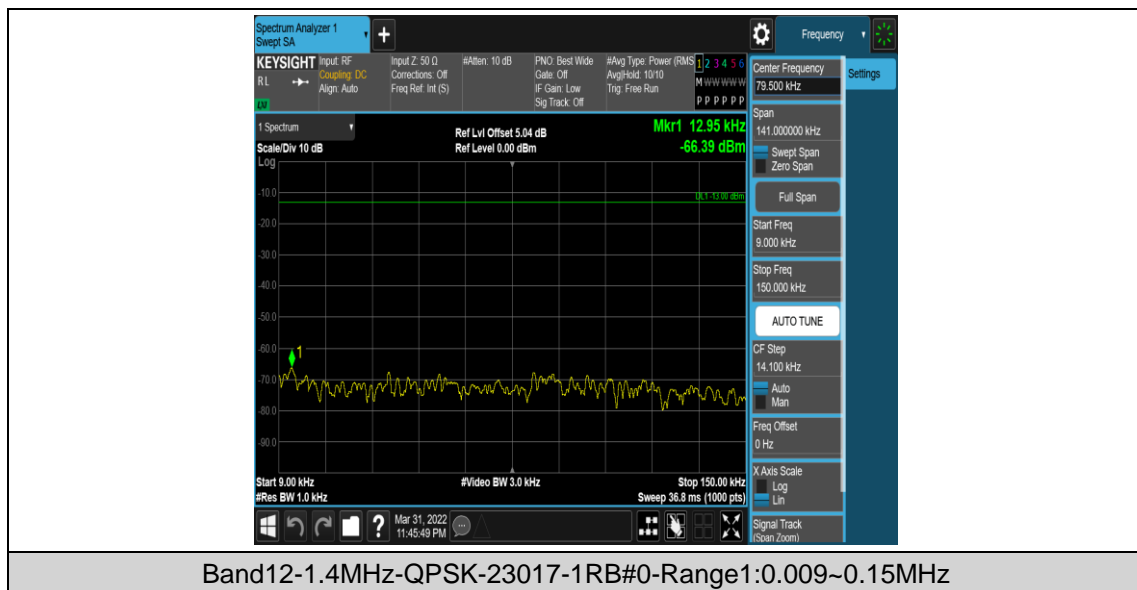 Spectrum Analyzer 1
Swept SA
Frequency
KEYSIGHT
Input: RF
Coupling: DC
Align: Auto
Input Z: 50 Ω
Corrections: Off
Freq Ref: Int (S)
#Atten: 10 dB
PNO: Best Wide
Gate: Off
IF Gain: Low
Sig Track: Off
#Avg Type: Power (RMS
Avg|Hold: 10/10
Trig: Free Run
1 2 3 4 5 6
M W W W W W
P P P P P P
R L
LXI
Center Frequency
79.500 kHz
Settings
Span
141.000000 kHz
Swept Span
Zero Span
Full Span
Start Freq
9.000 kHz
Stop Freq
150.000 kHz
AUTO TUNE
CF Step
14.100 kHz
Auto
Man
Freq Offset
0 Hz
X Axis Scale
Log
Lin
Signal Track
(Span Zoom)
1 Spectrum
Scale/Div 10 dB
Log
Ref Lvl Offset 5.04 dB
Ref Level 0.00 dBm
Mkr1 12.95 kHz
-66.39 dBm
DL1 -13.00 dBm
-10.0
-20.0
-30.0
-40.0
-50.0
-60.0
1
-70.0
-80.0
-90.0
Start 9.00 kHz
#Video BW 3.0 kHz
Stop 150.00 kHz
#Res BW 1.0 kHz
Sweep 36.8 ms (1000 pts)
?
Mar 31, 2022
11:45:49 PM
Band12-1.4MHz-QPSK-23017-1RB#0-Range1:0.009~0.15MHz